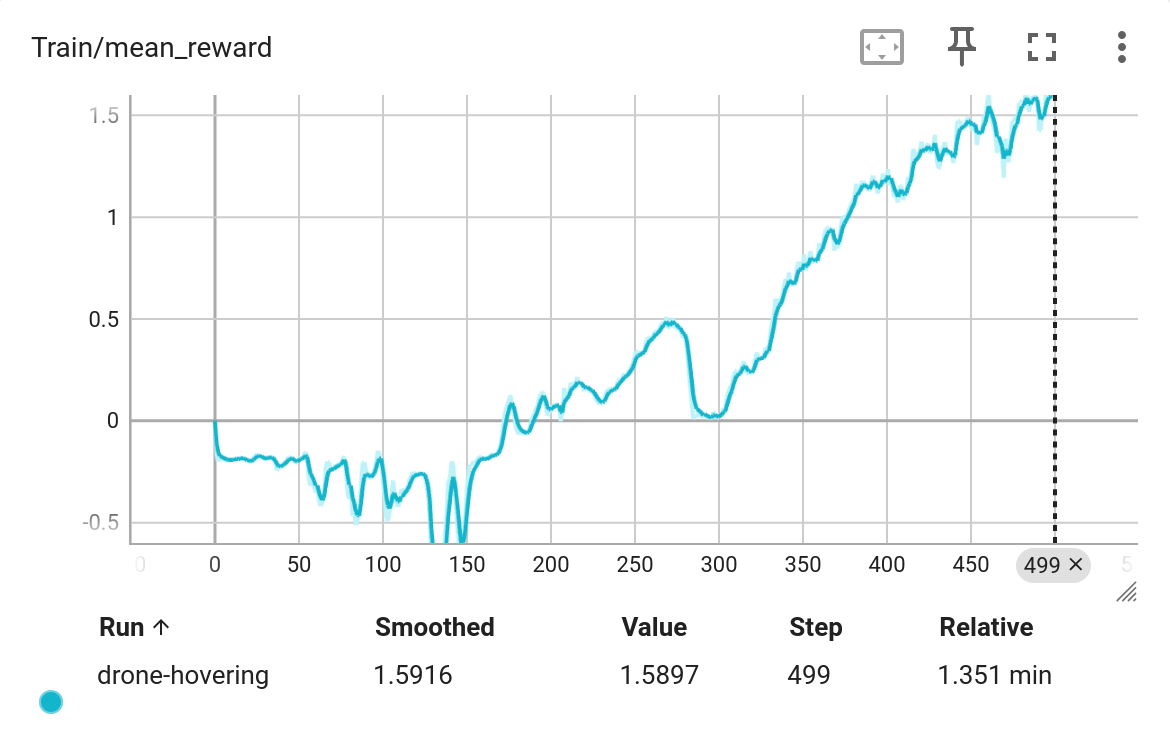 Train/mean_reward
1.5
1
0.5
0
-0.5
0 0 50 100 150 200 250 300 350 400 450 499 ✕ 5
Run ↑ Smoothed Value Step Relative
drone-hovering 1.5916 1.5897 499 1.351 min